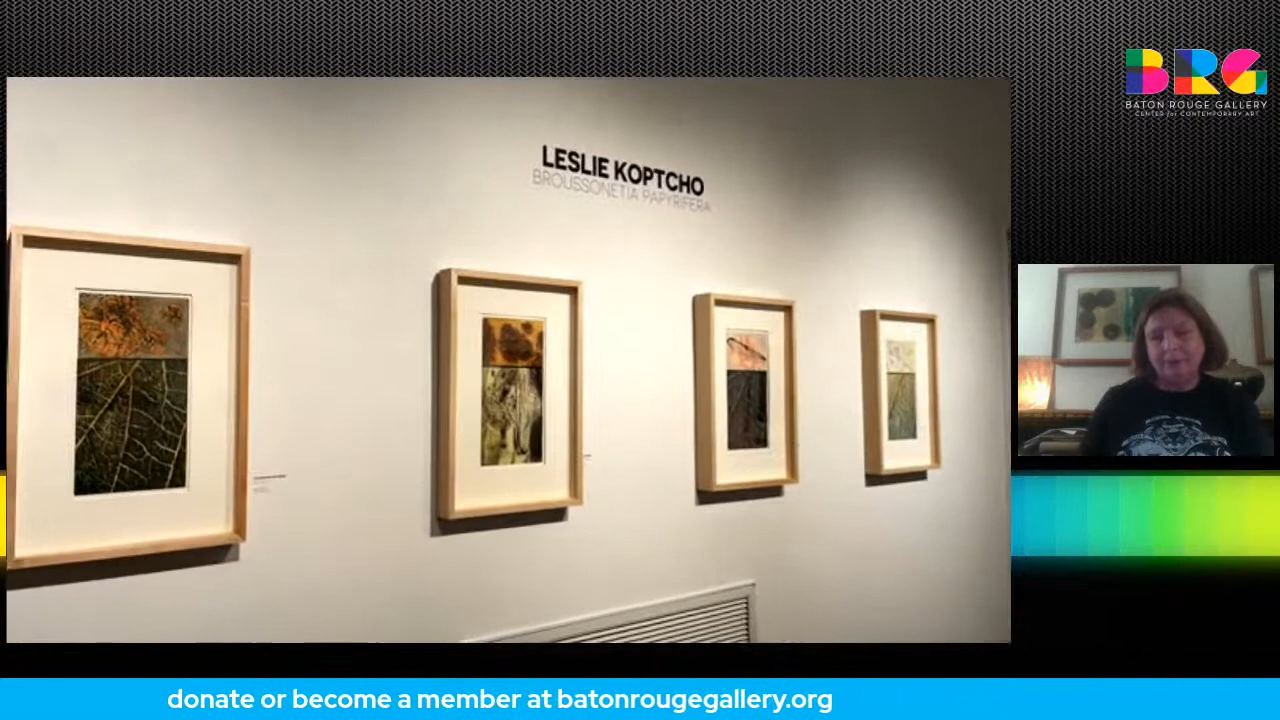 BRG
BATON ROUGE GALLERY
CENTER for CONTEMPORARY ART
LESLIE KOPTCHO
BROUSSONETIA PAPYRIFERA
donate or become a member at batonrougegallery.org